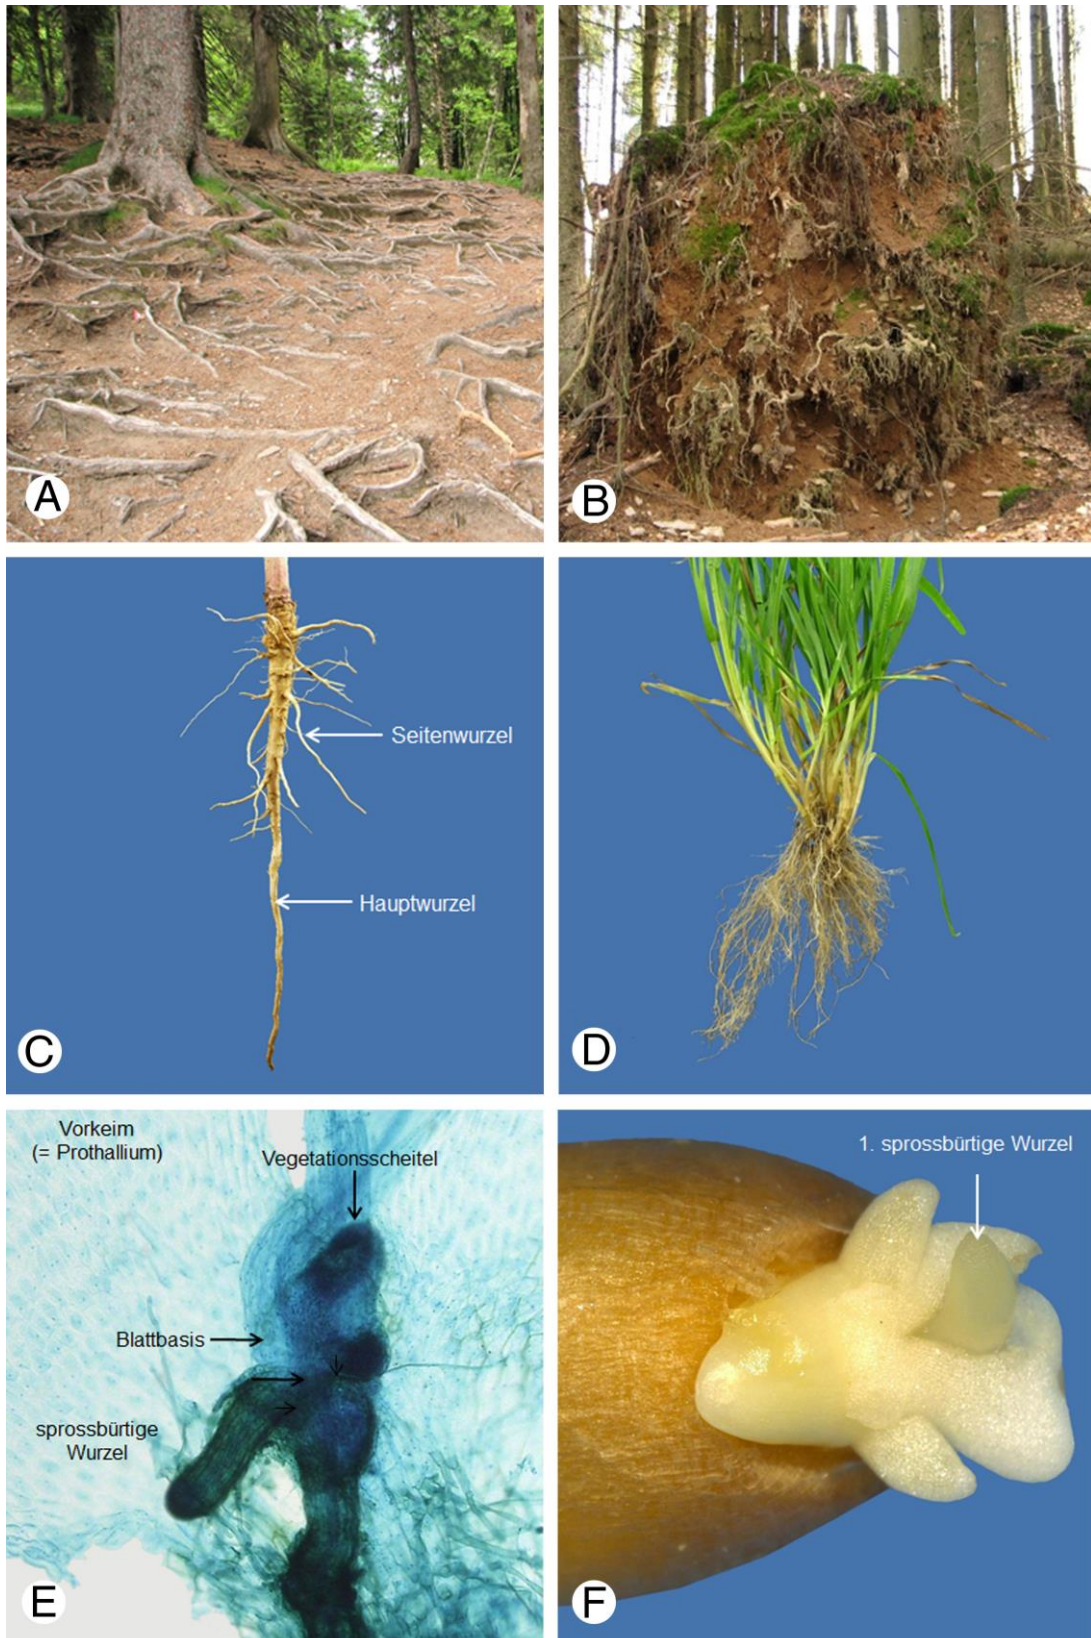 A
B
Seitenwurzel
Hauptwurzel
C
D
Vorkeim
(= Prothallium)
Vegetationsscheitel
Blattbasis
sprossbürtige
Wurzel
E
1. sprossbürtige Wurzel
F